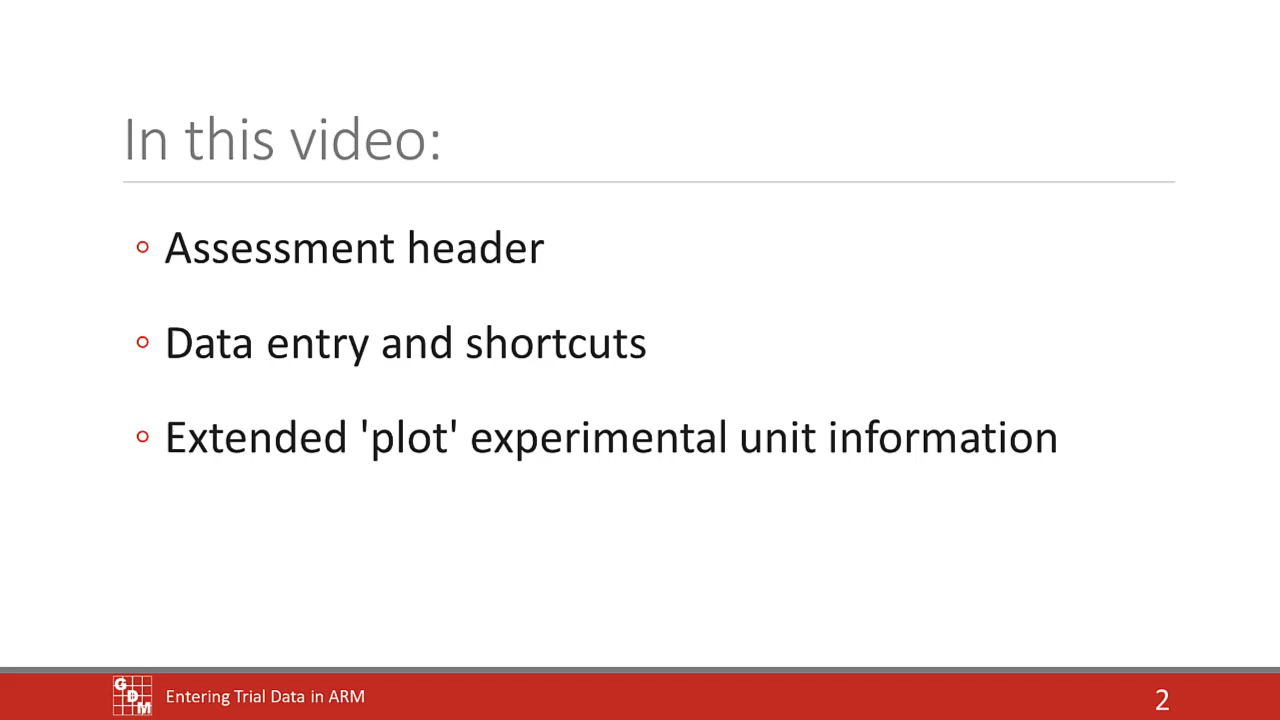 In this video:
◦ Assessment header
◦ Data entry and shortcuts
◦ Extended 'plot' experimental unit information
GDM
Entering Trial Data in ARM
2